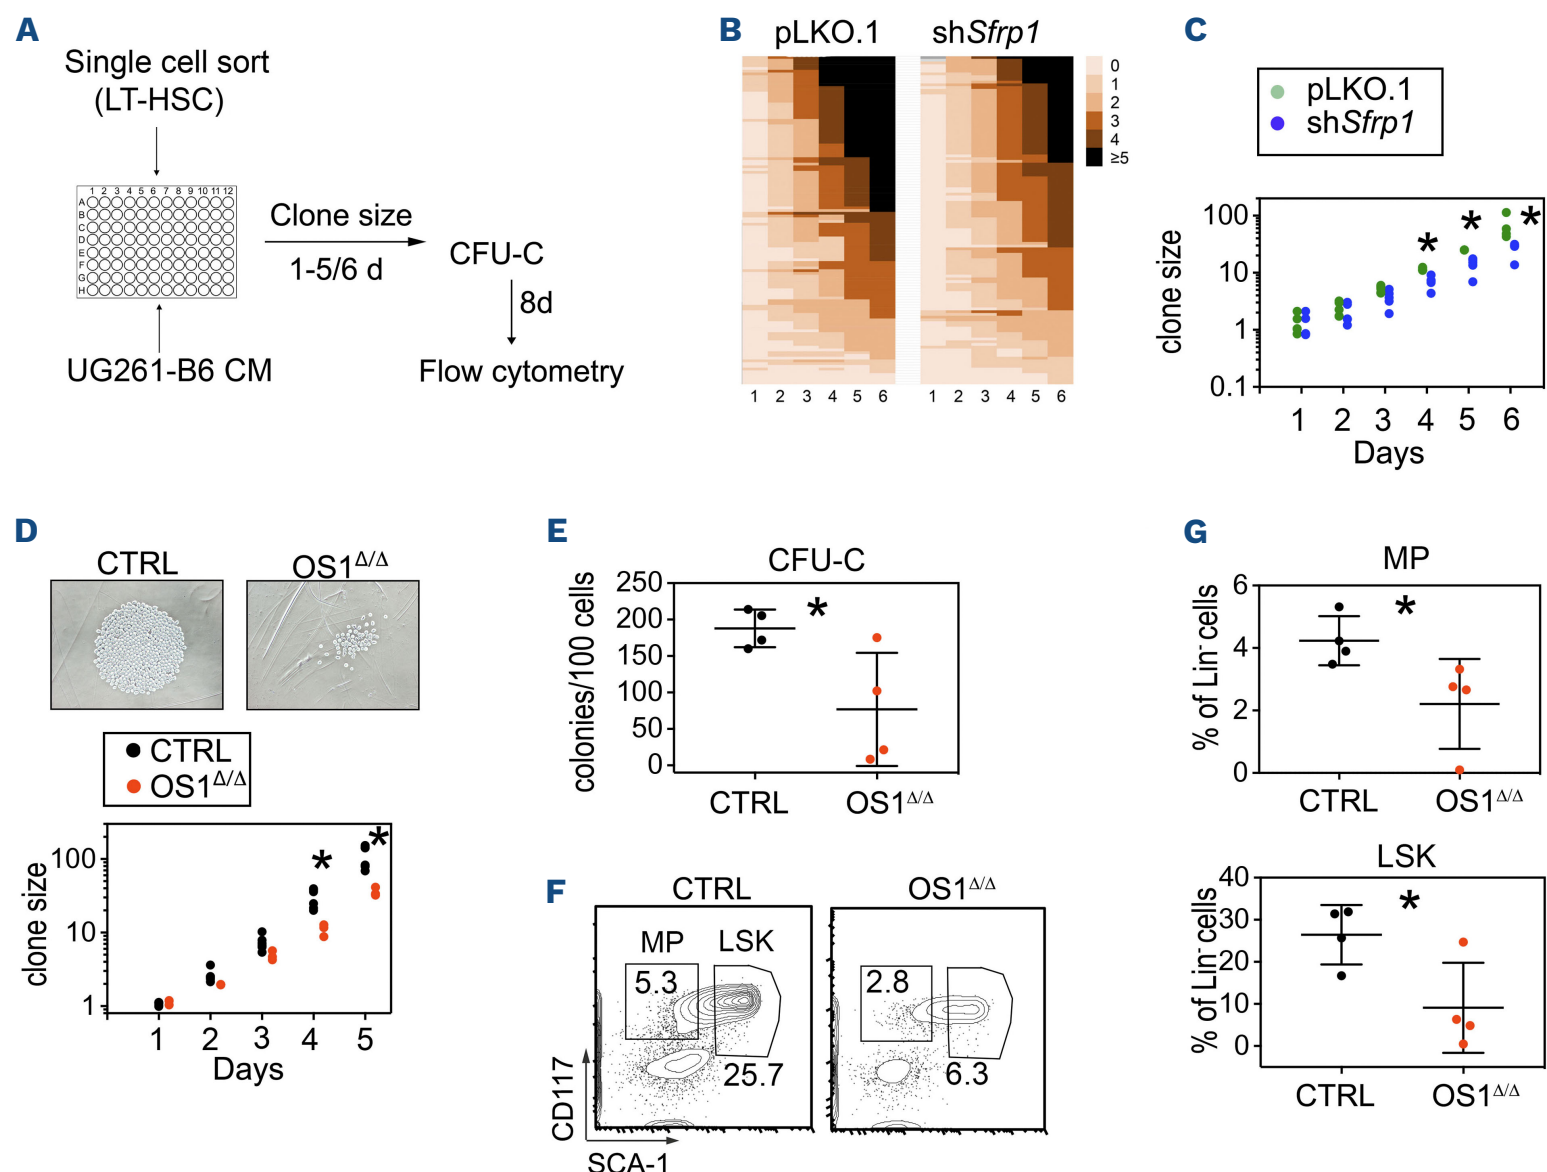 A
Single cell sort
(LT-HSC)
1 2 3 4 5 6 7 8 9 10 11 12
A
B
C
D
E
F
G
H
Clone size
1-5/6 d
CFU-C
8d
Flow cytometry
UG261-B6 CM
B
pLKO.1
shSfrp1
0
1
2
3
4
≥5
1 2 3 4 5 6
1 2 3 4 5 6
C
pLKO.1
shSfrp1
clone size
100
10
1
0.1
* * *
1 2 3 4 5 6
Days
D
CTRL
OS1Δ/Δ
CTRL
OS1Δ/Δ
clone size
100
10
1
* *
1 2 3 4 5
Days
E
CFU-C
colonies/100 cells
250
200
150
100
50
0
*
CTRL
OS1Δ/Δ
F
CTRL
OS1Δ/Δ
MP
LSK
5.3
25.7
2.8
6.3
CD117
SCA-1
G
MP
% of Lin- cells
6
4
2
0
*
CTRL
OS1Δ/Δ
LSK
% of Lin- cells
40
30
20
10
0
*
CTRL
OS1Δ/Δ